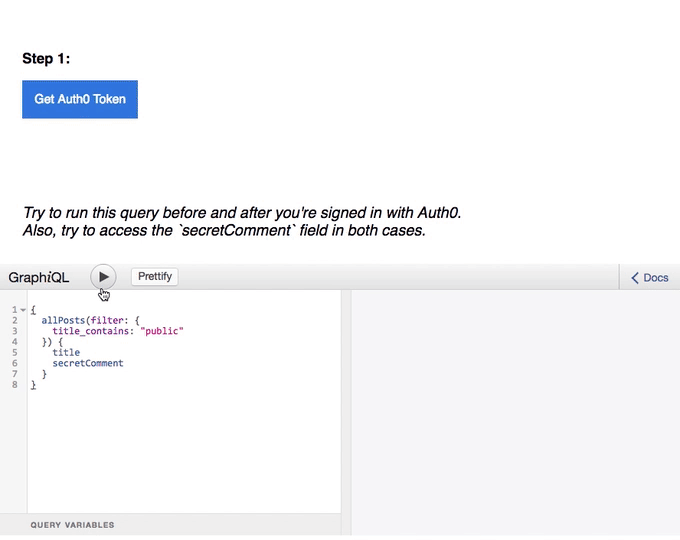 Step 1:
Get Auth0 Token
Try to run this query before and after you're signed in with Auth0.
Also, try to access the `secretComment` field in both cases.
GraphiQL Prettify Docs
1 {
2 allPosts(filter: {
3 title_contains: "public"
4 }) {
5 title
6 secretComment
7 }
8 }
QUERY VARIABLES